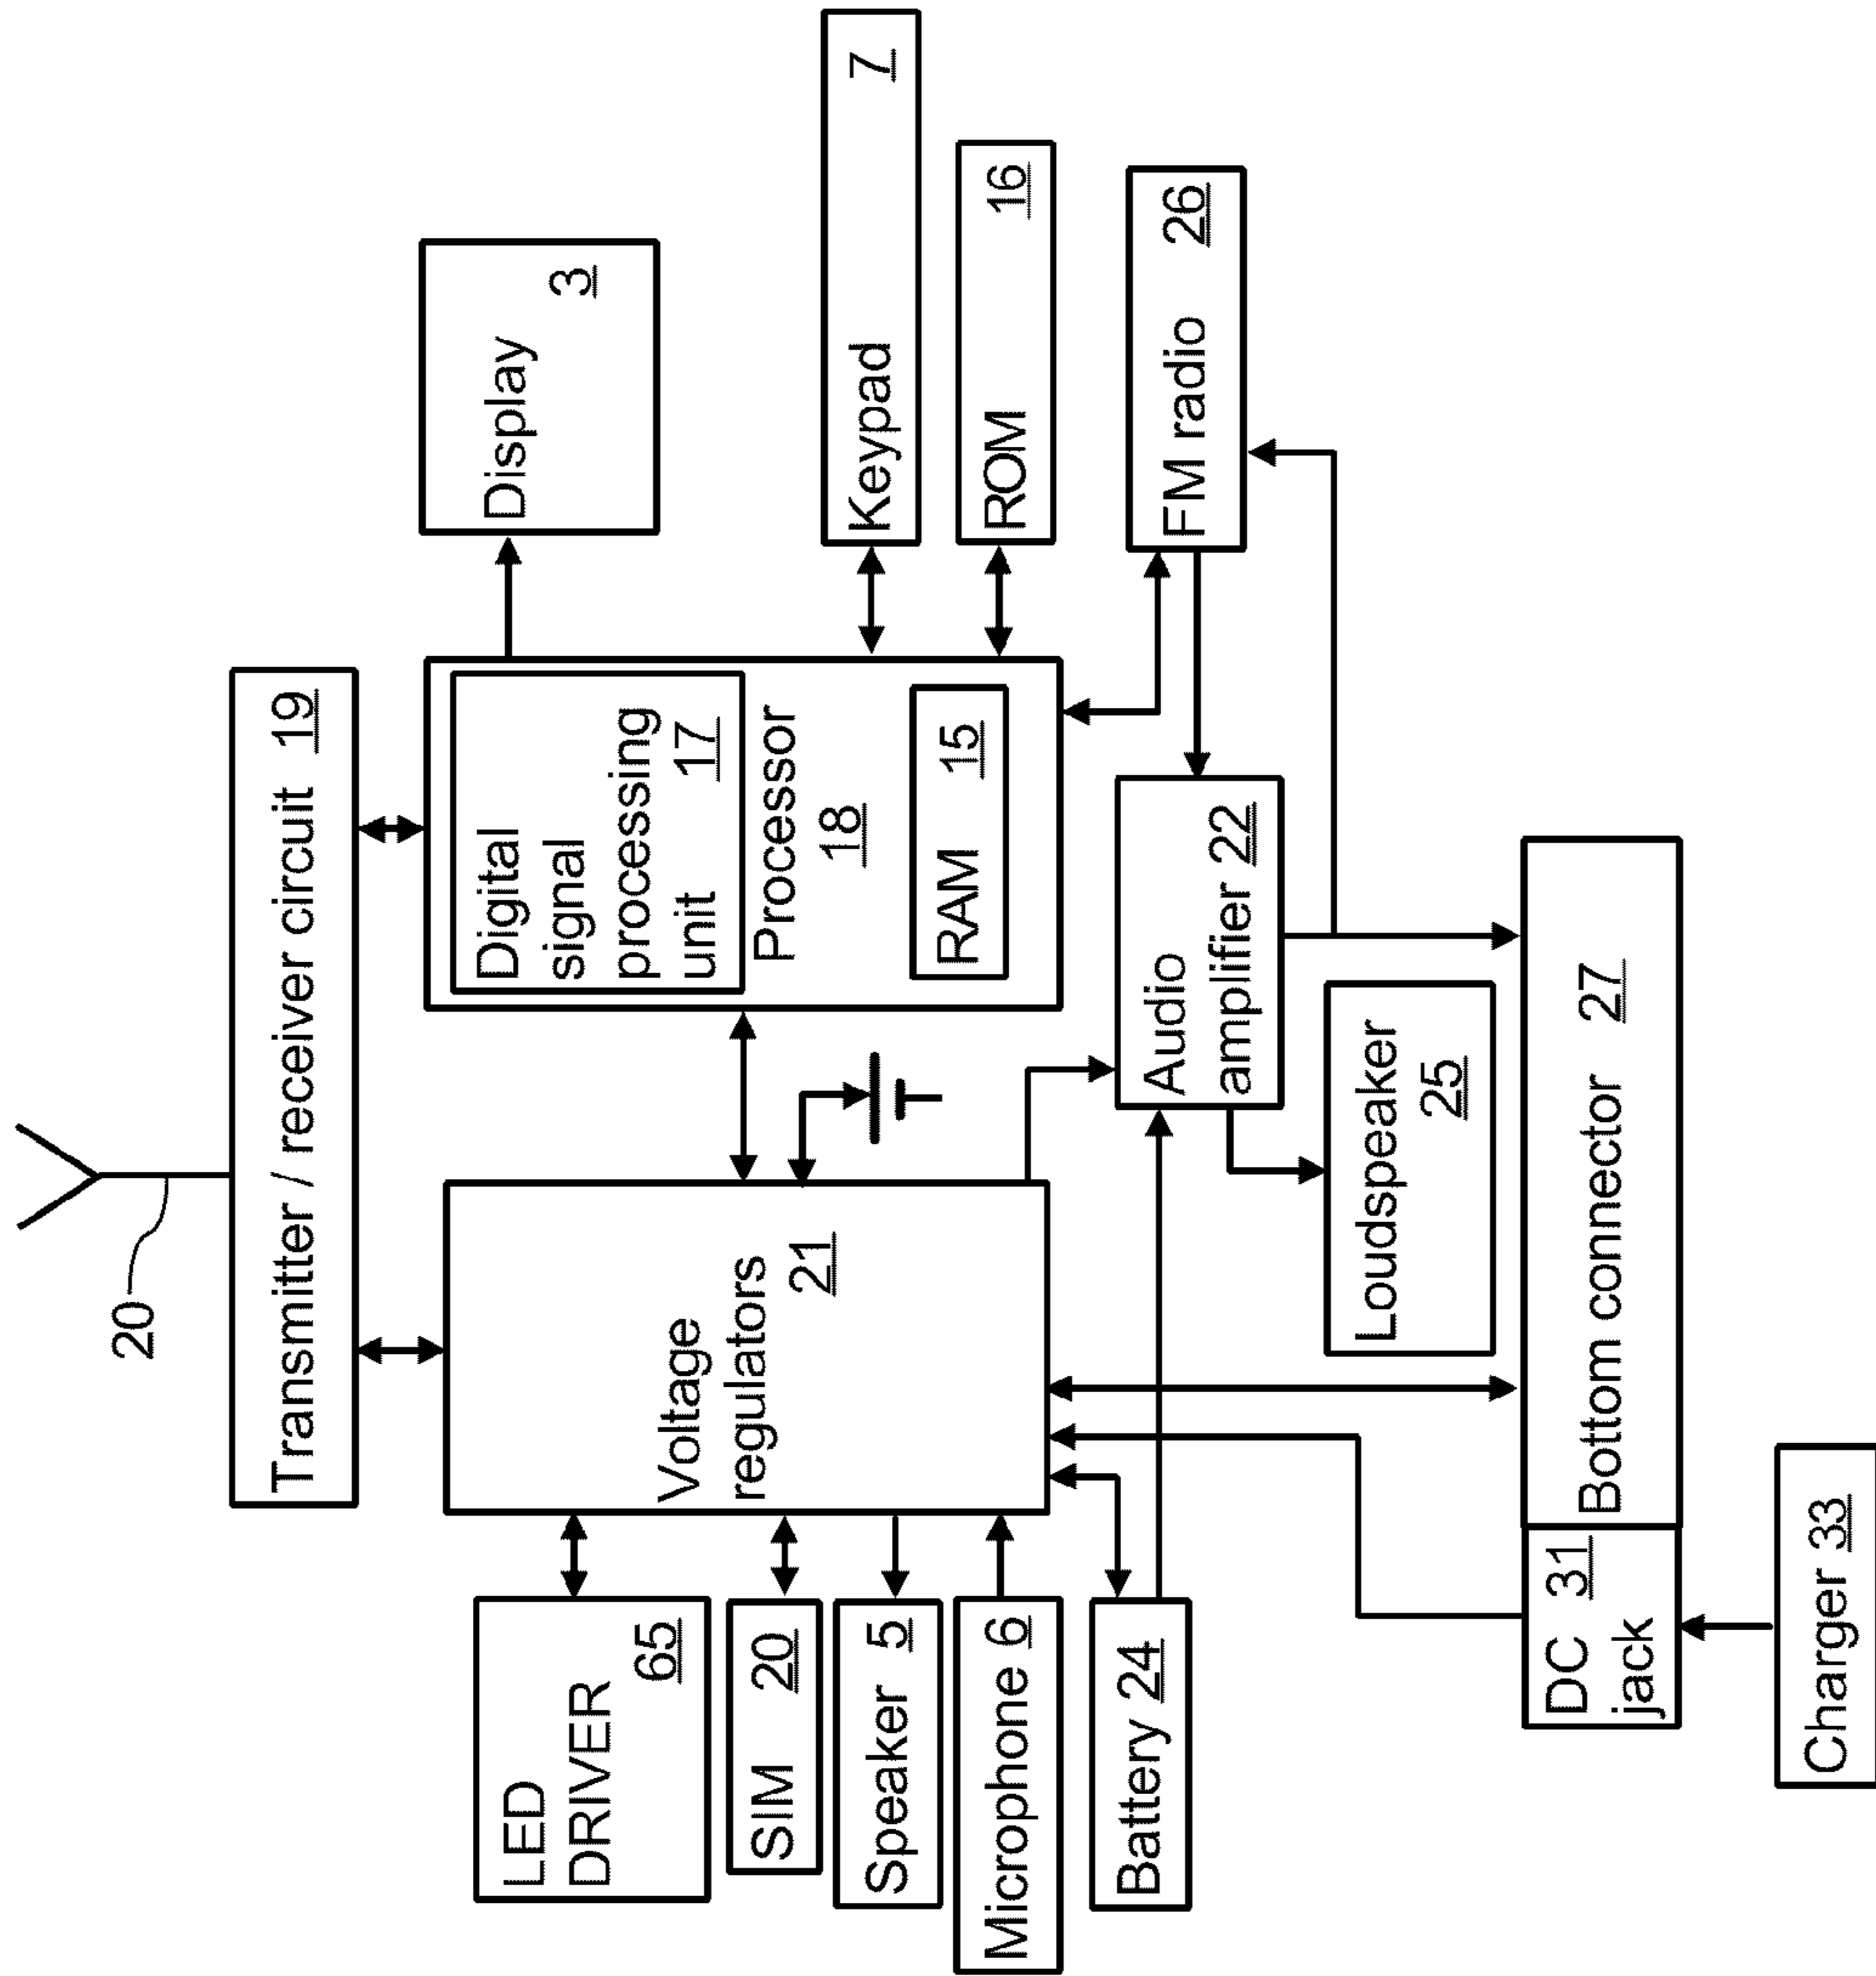 20
Transmitter / receiver circuit 19
LED
DRIVER
65
SIM 20
Speaker 5
Microphone 6
Battery 24
Voltage
regulators
21
Digital
signal
processing
unit 17
Processor
18
RAM 15
Display
3
Keypad 7
ROM 16
FM radio 26
Audio
amplifier 22
Loudspeaker
25
DC 31
jack
Bottom connector 27
Charger 33